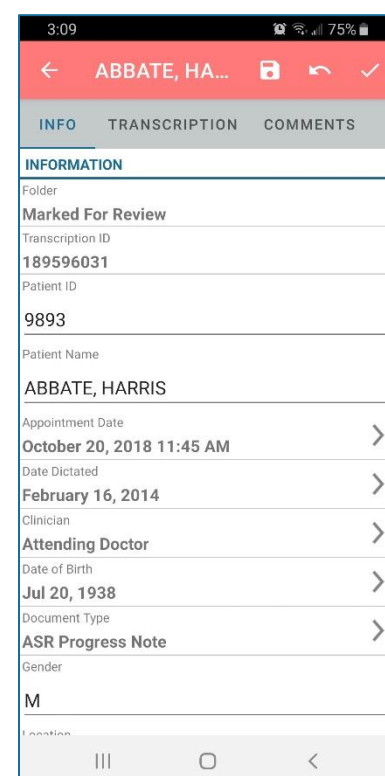 3:09 75%
ABBATE, HA...
INFO TRANSCRIPTION COMMENTS
INFORMATION
Folder
Marked For Review
Transcription ID
189596031
Patient ID
9893
Patient Name
ABBATE, HARRIS
Appointment Date
October 20, 2018 11:45 AM
Date Dictated
February 16, 2014
Clinician
Attending Doctor
Date of Birth
Jul 20, 1938
Document Type
ASR Progress Note
Gender
M
Location